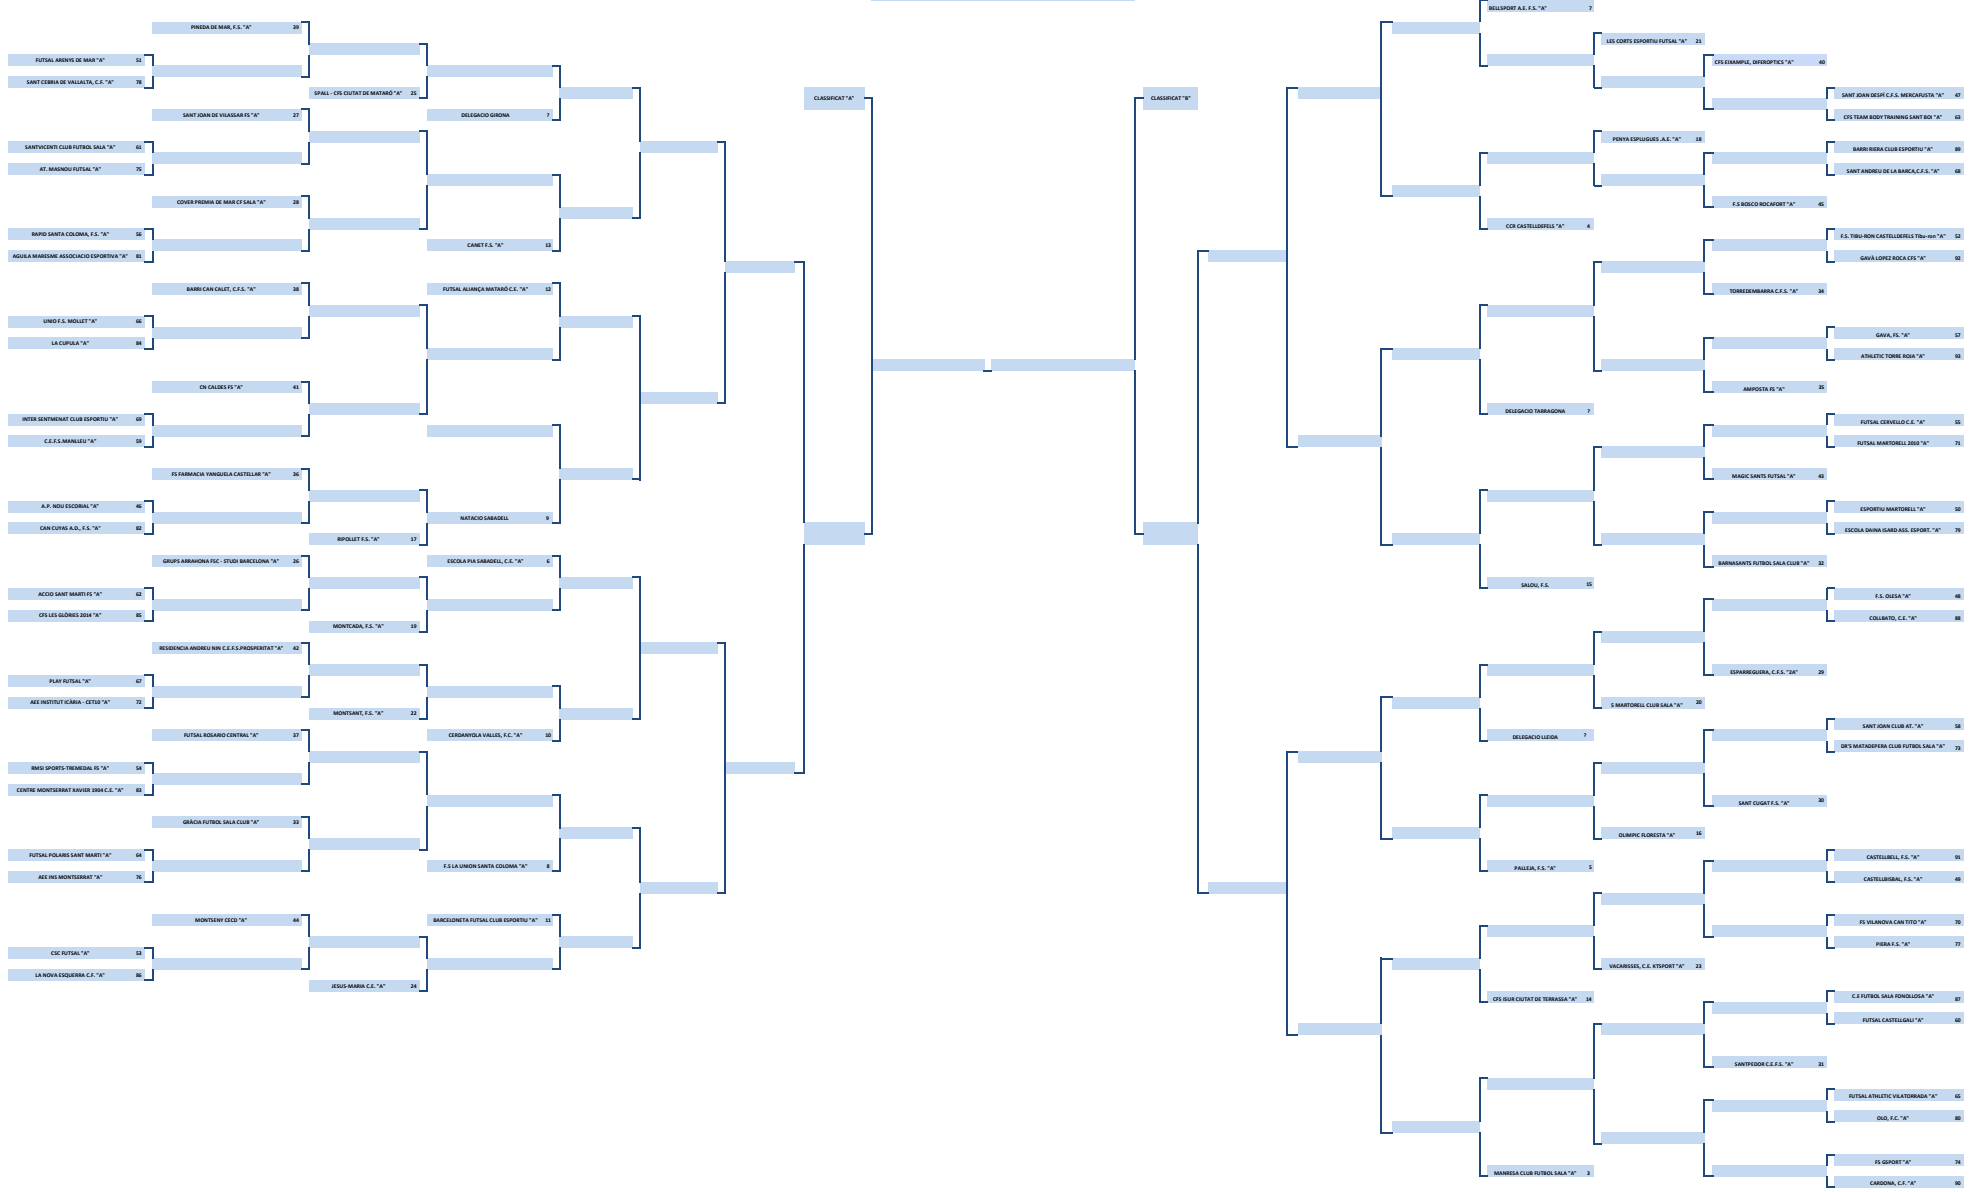 PINEDA DE MAR, F.S. "A" 39
FUTSAL ARENYS DE MAR "A" 51
SANT CEBRIA DE VALLALTA, C.F. "A" 78
SPALL - CFS CIUTAT DE MATARÓ "A" 25
SANT JOAN DE VILASSAR FS "A" 27
DELEGACIO GIRONA ?
SANTVICENTI CLUB FUTBOL SALA "A" 61
AT. MASNOU FUTSAL "A" 75
COVER PREMIA DE MAR CF SALA "A" 28
RAPID SANTA COLOMA, F.S. "A" 56
CANET F.S. "A" 13
AGUILA MARESME ASSOCIACIO ESPORTIVA "A" 81
BARRI CAN CALET, C.F.S. "A" 38
FUTSAL ALIANÇA MATARÓ C.E. "A" 12
UNIO F.S. MOLLET "A" 66
LA CUPULA "A" 84
CN CALDES FS "A" 41
INTER SENTMENAT CLUB ESPORTIU "A" 69
C.E.F.S.MANLLEU "A" 59
FS FARMACIA YANGUELA CASTELLAR "A" 36
A.P. NOU ESCORIAL "A" 46
NATACIO SABADELL 9
CAN CUYAS A.D., F.S. "A" 82
RIPOLLET F.S. "A" 17
GRUPS ARRAHONA FSC - STUDI BARCELONA "A" 26
ESCOLA PIA SABADELL, C.E. "A" 6
ACCIO SANT MARTI FS "A" 62
CFS LES GLÒRIES 2014 "A" 85
MONTCADA, F.S. "A" 19
RESIDENCIA ANDREU NIN C.E.F.S.PROSPERITAT "A" 42
PLAY FUTSAL "A" 67
AEE INSTITUT ICÀRIA - CET10 "A" 72
MONTSANT, F.S. "A" 22
FUTSAL ROSARIO CENTRAL "A" 37
CERDANYOLA VALLES, F.C. "A" 10
RMSI SPORTS-TREMEDAL FS "A" 54
CENTRE MONTSERRAT XAVIER 1904 C.E. "A" 83
GRÀCIA FUTBOL SALA CLUB "A" 33
FUTSAL POLARIS SANT MARTI "A" 64
F.S LA UNION SANTA COLOMA "A" 8
AEE INS MONTSERRAT "A" 76
MONTSENY CECD "A" 44
BARCELONETA FUTSAL CLUB ESPORTIU "A" 11
CSC FUTSAL "A" 53
LA NOVA ESQUERRA C.F. "A" 86
JESUS-MARIA C.E. "A" 24
CLASSIFICAT "A"
CLASSIFICAT "B"
BELLSPORT A.E. F.S. "A" 7
LES CORTS ESPORTIU FUTSAL "A" 21
CFS EIXAMPLE, DIFEROPTICS "A" 40
SANT JOAN DESPÍ C.F.S. MERCAFUSTA "A" 47
CFS TEAM BODY TRAINING SANT BOI "A" 63
PENYA ESPLUGUES .A.E. "A" 18
BARRI RIERA CLUB ESPORTIU "A" 89
SANT ANDREU DE LA BARCA,C.F.S. "A" 68
F.S BOSCO ROCAFORT "A" 45
CCR CASTELLDEFELS "A" 4
F.S. TIBU-RON CASTELLDEFELS Tibu-ron "A" 52
GAVÀ LOPEZ ROCA CFS "A" 92
TORREDEMBARRA C.F.S. "A" 34
GAVA, FS. "A" 57
ATHLETIC TORRE ROJA "A" 93
AMPOSTA FS "A" 35
DELEGACIO TARRAGONA ?
FUTSAL CERVELLO C.E. "A" 55
FUTSAL MARTORELL 2010 "A" 71
MAGIC SANTS FUTSAL "A" 43
ESPORTIU MARTORELL "A" 50
ESCOLA DAINA ISARD ASS. ESPORT. "A" 79
BARNASANTS FUTBOL SALA CLUB "A" 32
SALOU, F.S. 15
F.S. OLESA "A" 48
COLLBATO, C.E. "A" 88
ESPARREGUERA, C.F.S. "2A" 29
5 MARTORELL CLUB SALA "A" 20
SANT JOAN CLUB AT. "A" 58
DELEGACIO LLEIDA ?
DR'S MATADEPERA CLUB FUTBOL SALA "A" 73
SANT CUGAT F.S. "A" 30
OLIMPIC FLORESTA "A" 16
CASTELLBELL, F.S. "A" 91
PALLEJA, F.S. "A" 5
CASTELLBISBAL, F.S. "A" 49
FS VILANOVA CAN TITO "A" 70
PIERA F.S. "A" 77
VACARISSES, C.E. KTSPORT "A" 23
CFS ISUR CIUTAT DE TERRASSA "A" 14
C.E FUTBOL SALA FONOLLOSA "A" 87
FUTSAL CASTELLGALI "A" 60
SANTPEDOR C.E.F.S. "A" 31
FUTSAL ATHLETIC VILATORRADA "A" 65
OLO, F.C. "A" 80
FS GSPORT "A" 74
MANRESA CLUB FUTBOL SALA "A" 3
CARDONA, C.F. "A" 90